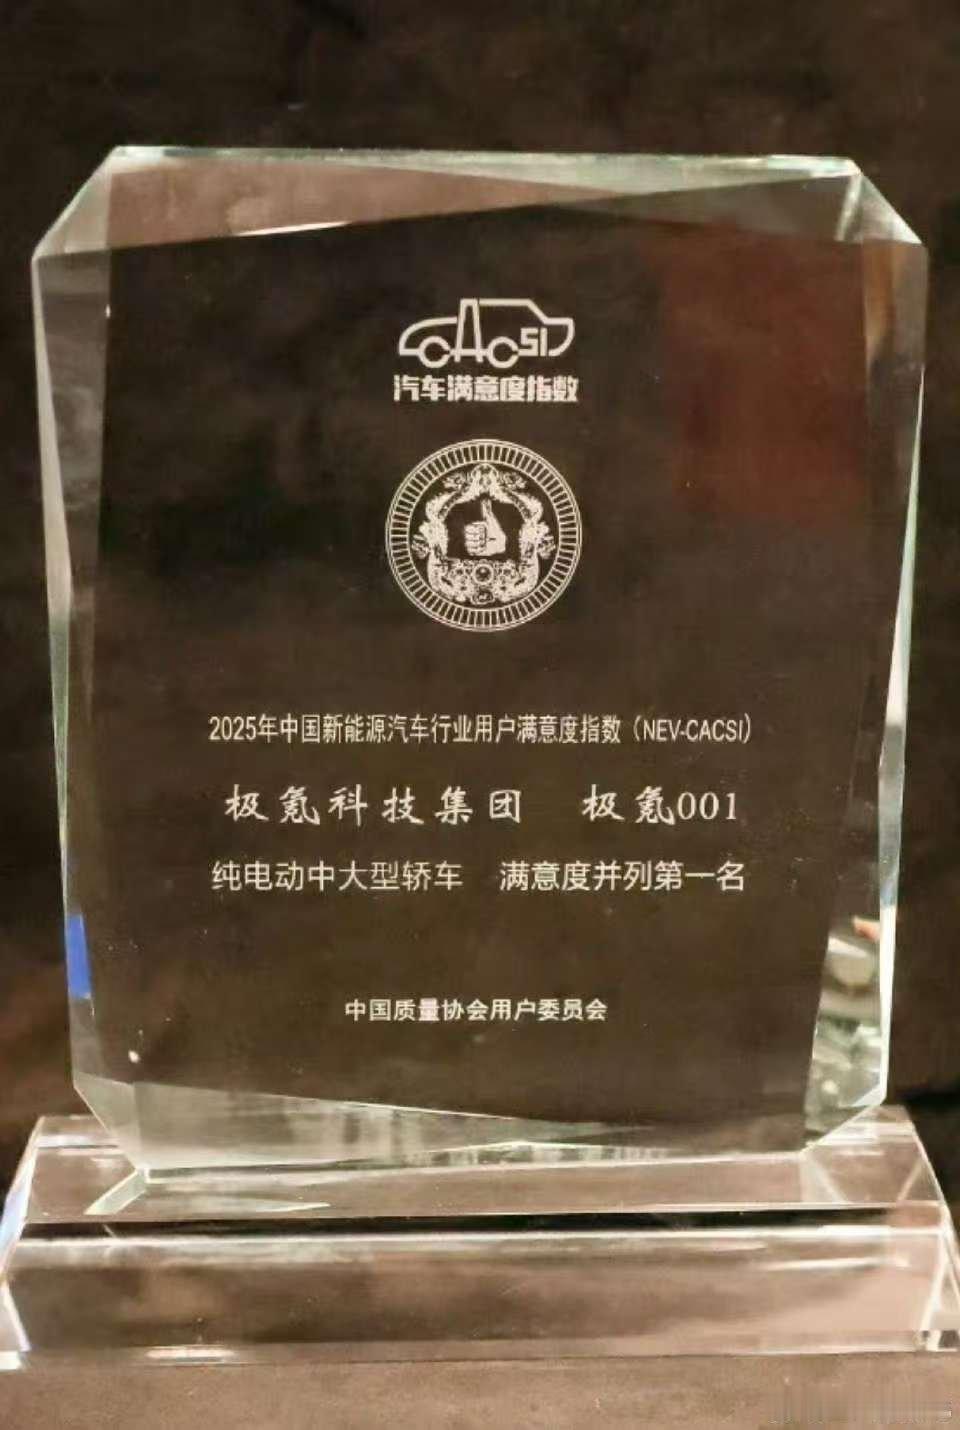 CACSI
汽车满意度指数
2025年中国新能源汽车行业用户满意度指数（NEV-CACSI）
极氪科技集团 极氪001
纯电动中大型轿车 满意度并列第一名
中国质量协会用户委员会